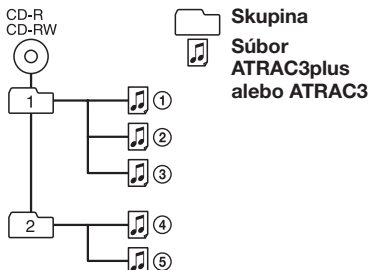 CD-R
CD-RW
Skupina
Súbor
ATRAC3plus
alebo ATRAC3
1
①
②
③
2
④
⑤